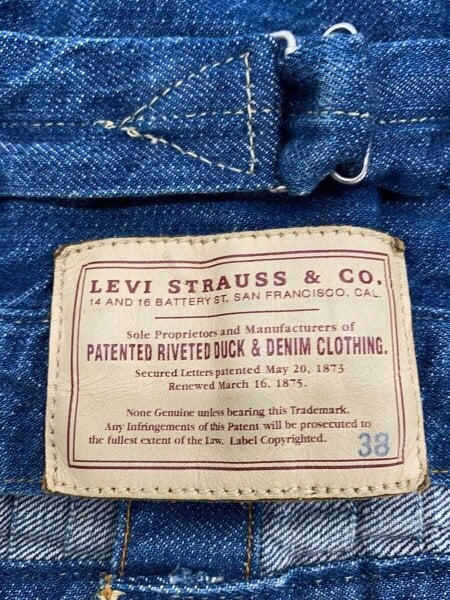 LEVI STRAUSS & CO.
14 AND 16 BATTERY ST. SAN FRANCISCO, CAL.
Sole Proprietors and Manufacturers of
PATENTED RIVETED DUCK & DENIM CLOTHING.
Secured Letters patented May 20, 1873
Renewed March 16, 1875.
None Genuine unless bearing this Trademark.
Any Infringements of this Patent will be prosecuted to
the fullest extent of the law. Label Copyrighted.
38